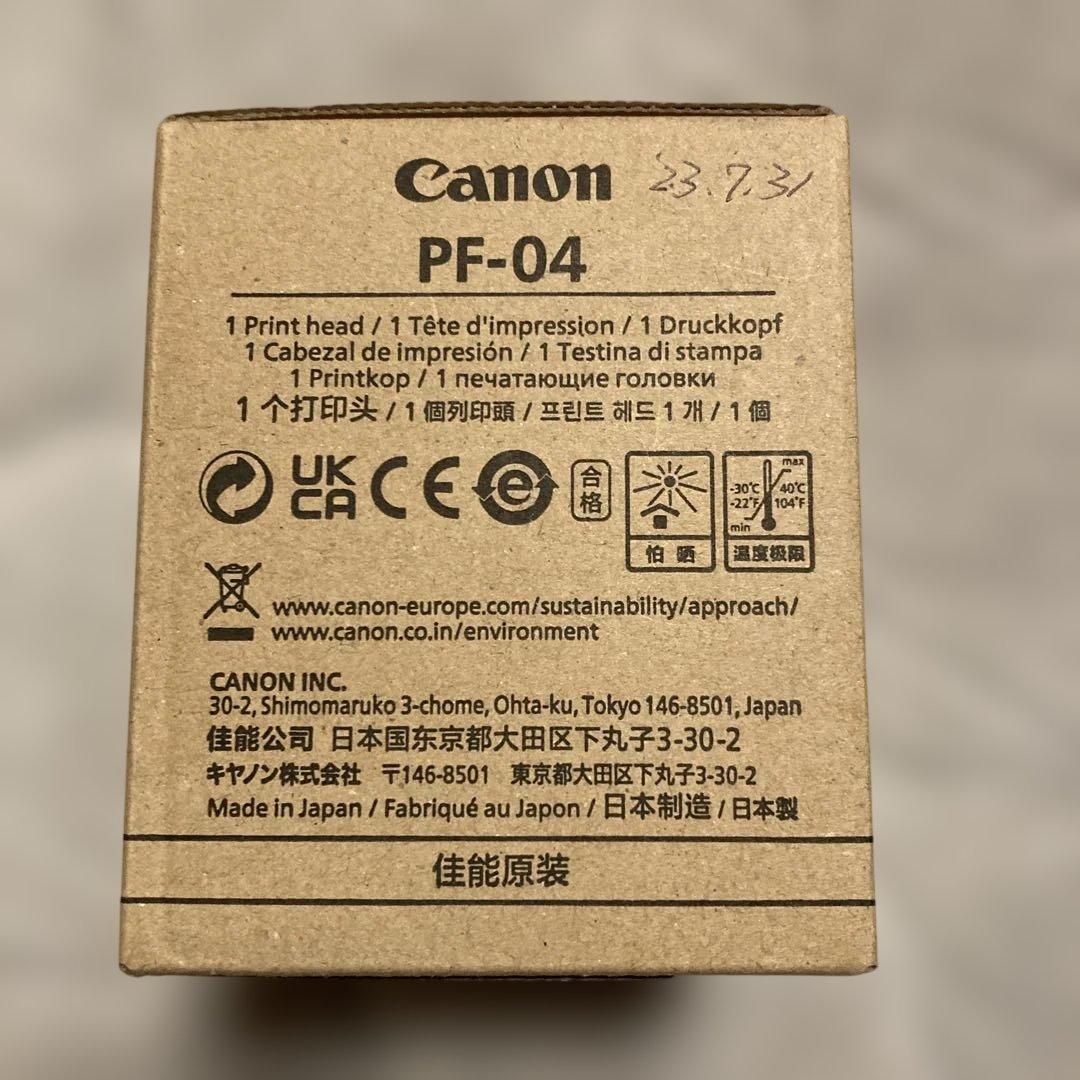 Canon 23.7.31
PF-04
1 Print head / 1 Tête d'impression / 1 Druckkopf
1 Cabezal de impresión / 1 Testina di stampa
1 Printkop / 1 печатающие головки
1 个打印头 / 1 個列印頭 / 프린트 헤드 1 개 / 1 個
UK
CA CE e 合格
max
-30°C 40°C
-22°F 104°F
min
怕 晒 温度极限
www.canon-europe.com/sustainability/approach/
www.canon.co.in/environment
CANON INC.
30-2, Shimomaruko 3-chome, Ohta-ku, Tokyo 146-8501, Japan
佳能公司 日本国东京都大田区下丸子3-30-2
キヤノン株式会社 〒146-8501 東京都大田区下丸子3-30-2
Made in Japan / Fabriqué au Japon / 日本制造 / 日本製
佳能原装